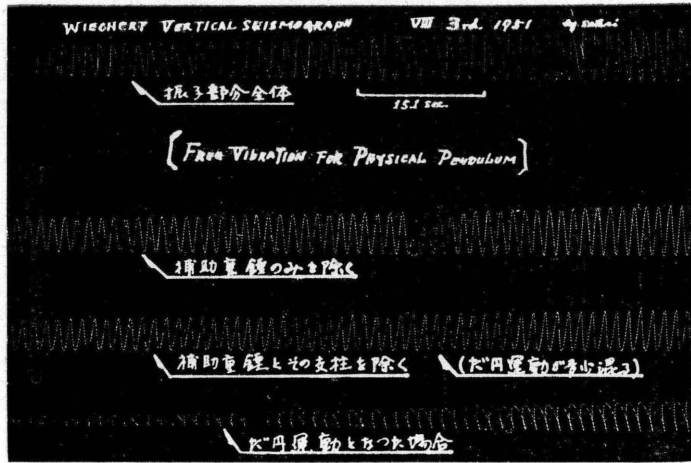 WIECHERT VERTICAL SEISMOGRAPH VIII 3rd. 1951 by
振子部分全体
15.1 sec.
[FREE VIBRATION FOR PHYSICAL PENDULUM]
補助重錘のみを除く
補助重錘とその支柱を除く (だ円運動が多少混る)
だ円運動となつた場合